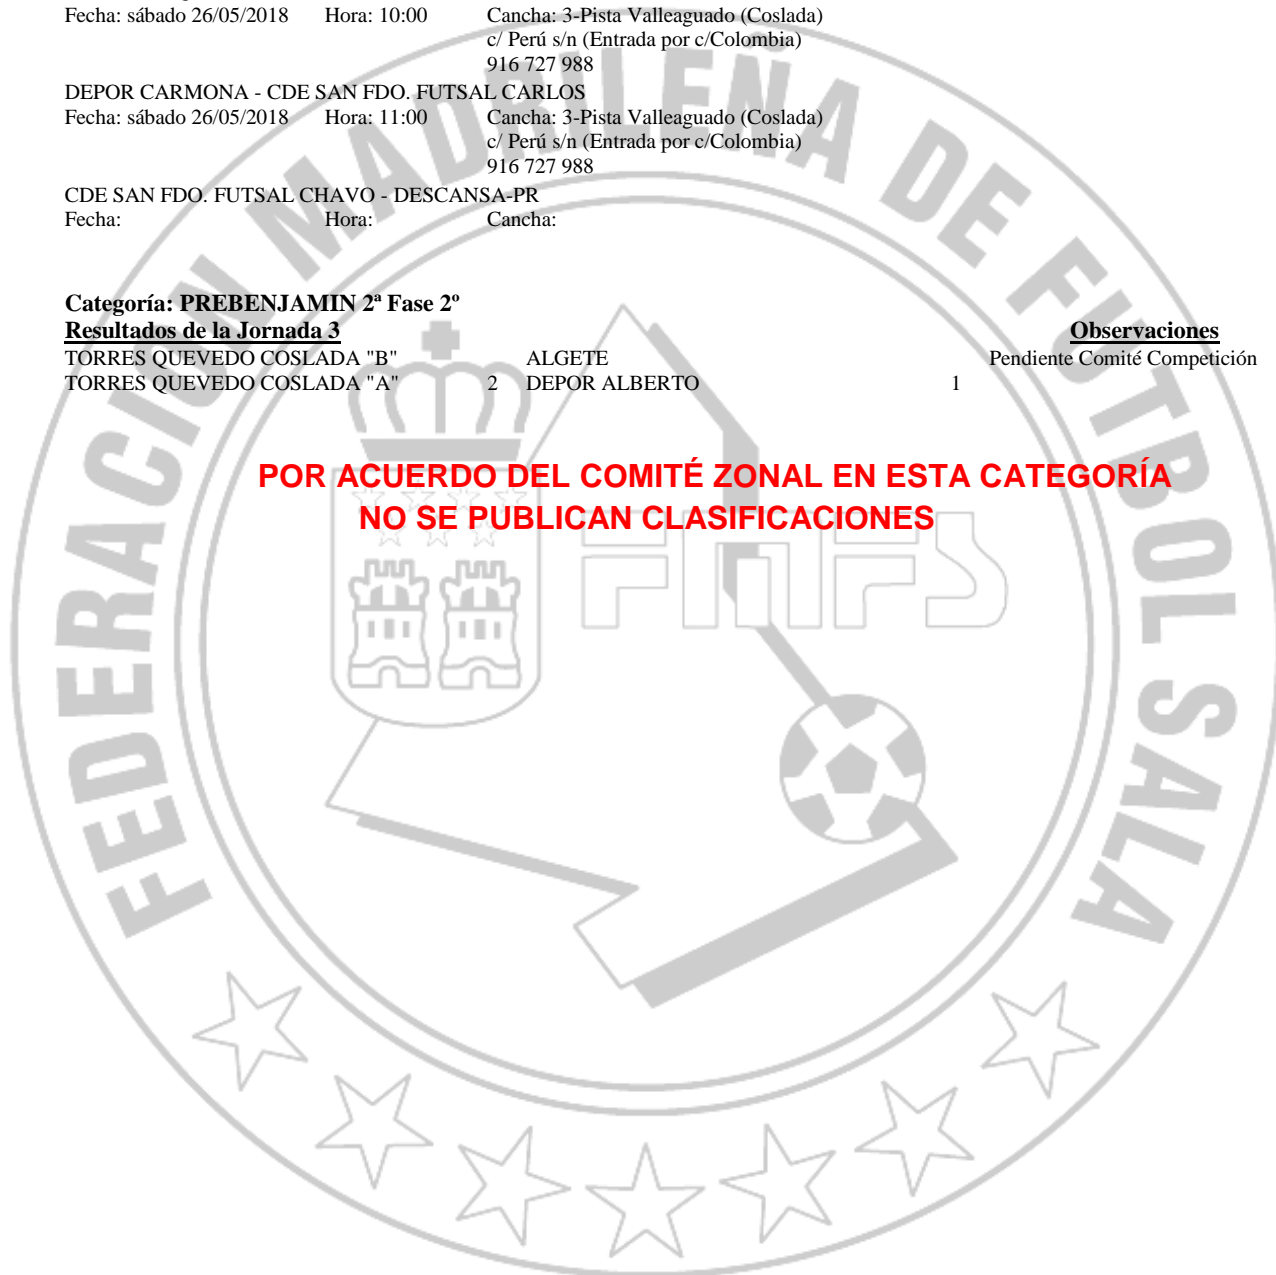 Fecha: sábado 26/05/2018 Hora: 10:00 Cancha: 3-Pista Valleaguado (Coslada)
c/ Perú s/n (Entrada por c/Colombia)
916 727 988
DEPOR CARMONA - CDE SAN FDO. FUTSAL CARLOS
Fecha: sábado 26/05/2018 Hora: 11:00 Cancha: 3-Pista Valleaguado (Coslada)
c/ Perú s/n (Entrada por c/Colombia)
916 727 988
CDE SAN FDO. FUTSAL CHAVO - DESCANSA-PR
Fecha: Hora: Cancha:
Categoría: PREBENJAMIN 2ª Fase 2º
Resultados de la Jornada 3 Observaciones
TORRES QUEVEDO COSLADA "B" ALGETE Pendiente Comité Competición
TORRES QUEVEDO COSLADA "A" 2 DEPOR ALBERTO 1
POR ACUERDO DEL COMITÉ ZONAL EN ESTA CATEGORÍA
NO SE PUBLICAN CLASIFICACIONES
FEDERACION MADRILEÑA DE FUTBOL SALA
FMFS